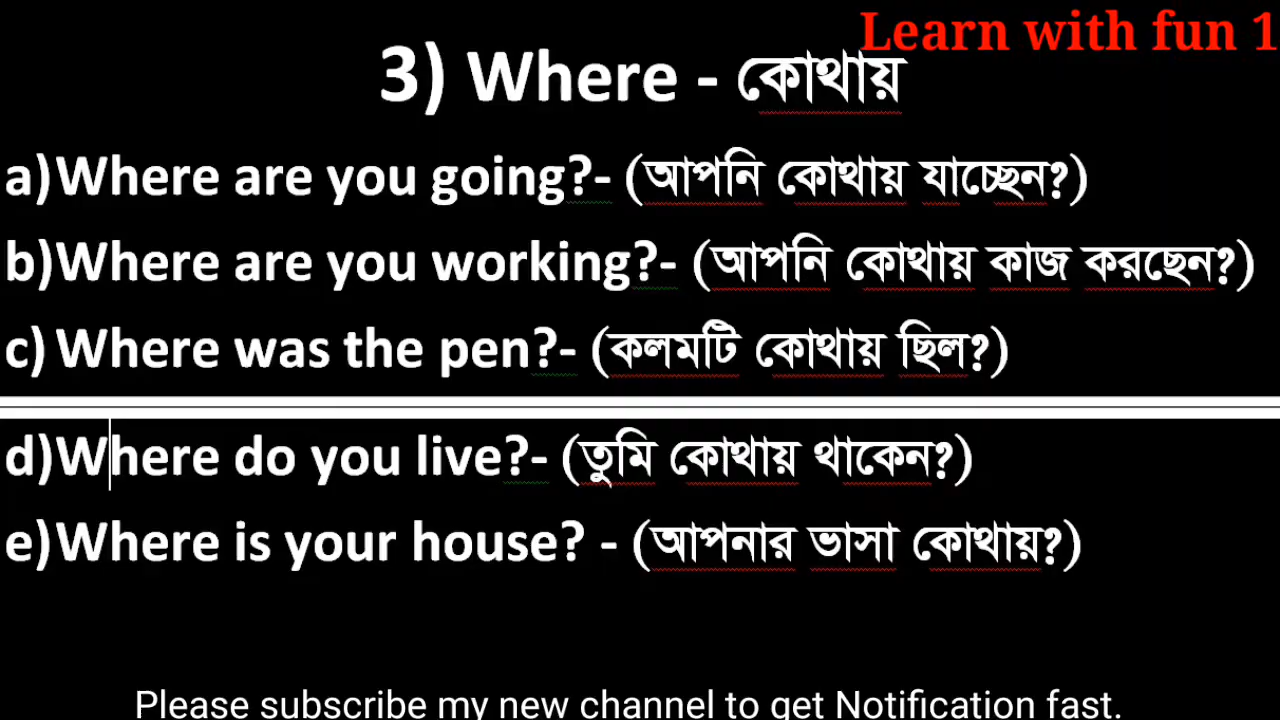 Learn with fun 1
3) Where - কোথায়
a)Where are you going?- (আপনি কোথায় যাচ্ছেন?)
b)Where are you working?- (আপনি কোথায় কাজ করছেন?)
c) Where was the pen?- (কলমটি কোথায় ছিল?)
d)Where do you live?- (তুমি কোথায় থাকেন?)
e)Where is your house? - (আপনার ভাসা কোথায়?)
Please subscribe my new channel to get Notification fast.